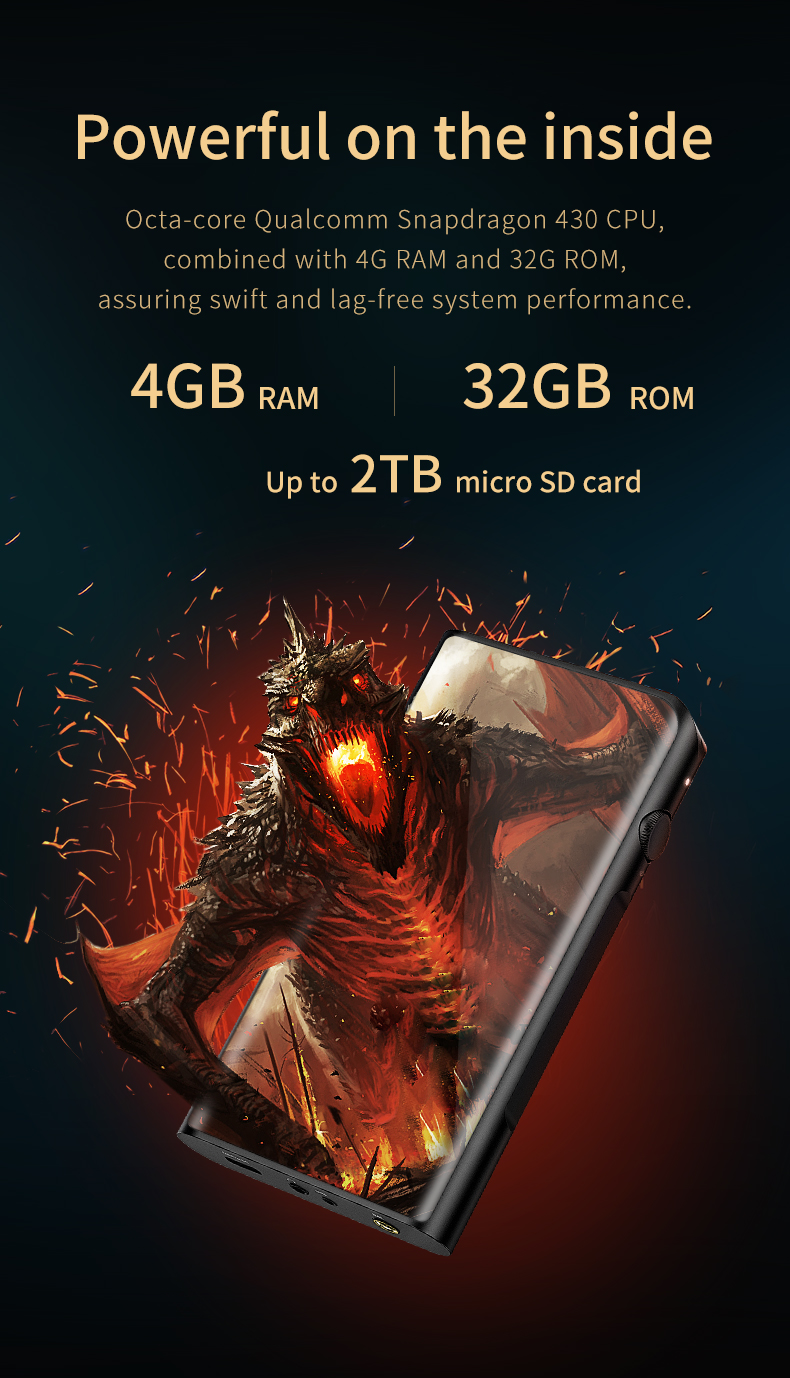 Powerful on the inside
Octa-core Qualcomm Snapdragon 430 CPU,
combined with 4G RAM and 32G ROM,
assuring swift and lag-free system performance.
4GB RAM | 32GB ROM
Up to 2TB micro SD card